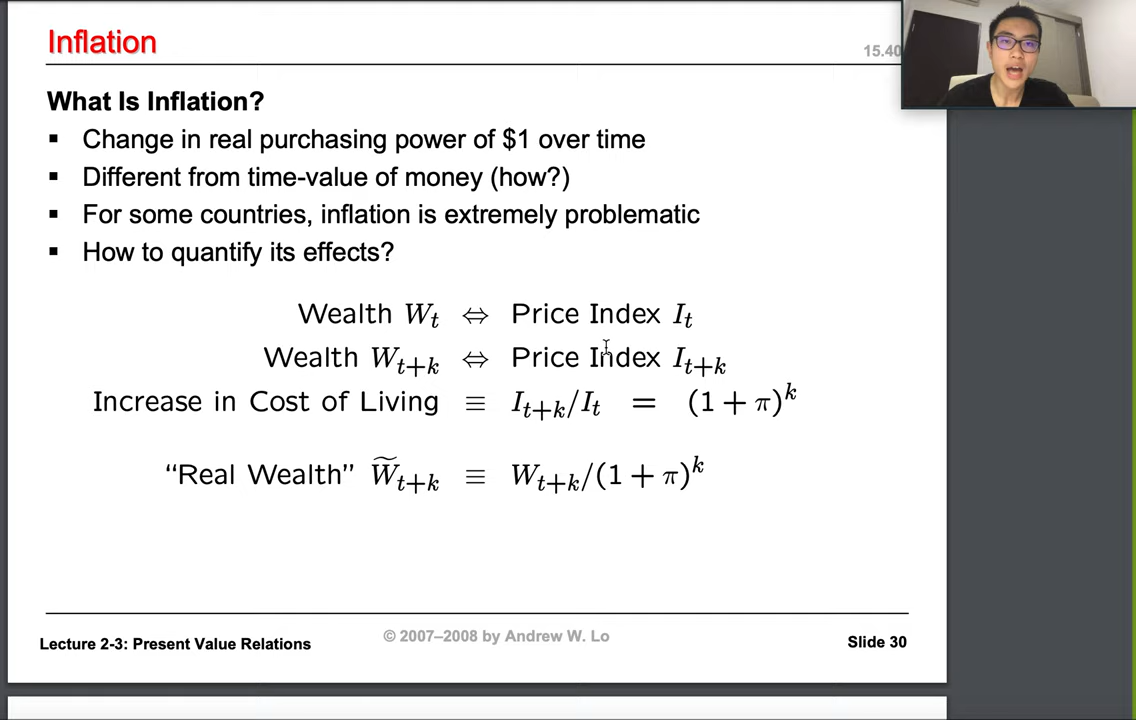 Inflation
15.40
What Is Inflation?
▪ Change in real purchasing power of $1 over time
▪ Different from time-value of money (how?)
▪ For some countries, inflation is extremely problematic
▪ How to quantify its effects?
Wealth W_t ⇔ Price Index I_t
Wealth W_{t+k} ⇔ Price Index I_{t+k}
Increase in Cost of Living ≡ I_{t+k}/I_t = (1 + π)^k
“Real Wealth” W̃_{t+k} ≡ W_{t+k}/(1 + π)^k
Lecture 2-3: Present Value Relations
© 2007–2008 by Andrew W. Lo
Slide 30